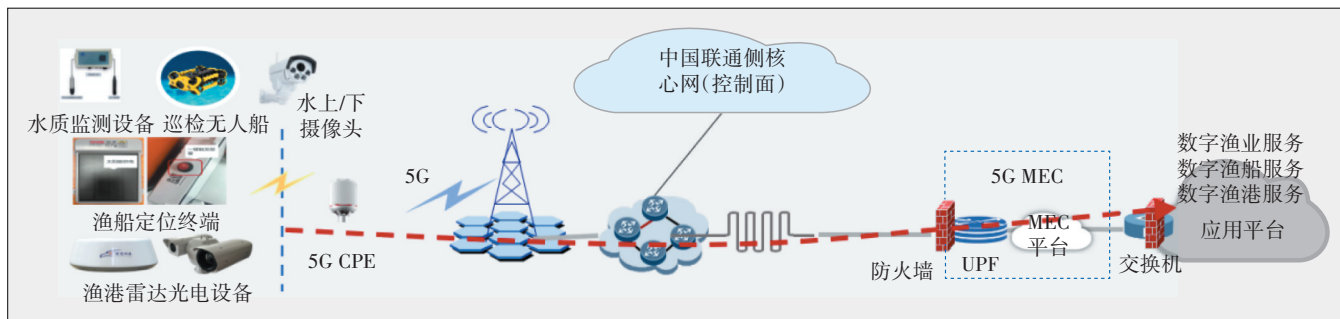 中国联通侧核
心网(控制面)
水质监测设备 巡检无人船
水上/下
摄像头
渔船定位终端
渔港雷达光电设备
5G
5G CPE
5G MEC
防火墙
UPF
MEC
平台
交换机
数字渔业服务
数字渔船服务
数字渔港服务
应用平台